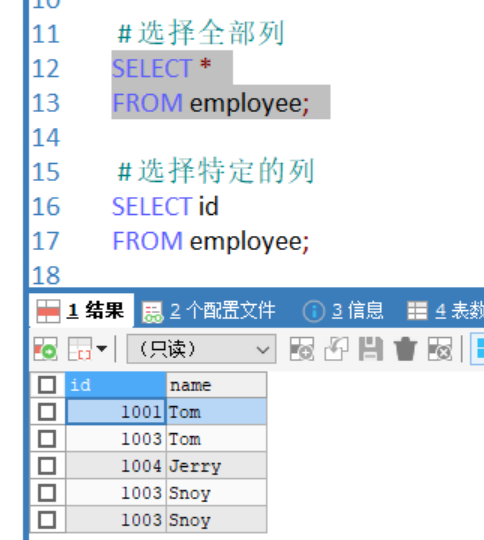 10
11 #选择全部列
12 SELECT *
13 FROM employee;
14
15 #选择特定的列
16 SELECT id
17 FROM employee;
18
1 结果 2 个配置文件 3 信息 4 表数
(只读)
id name
1001 Tom
1003 Tom
1004 Jerry
1003 Snoy
1003 Snoy